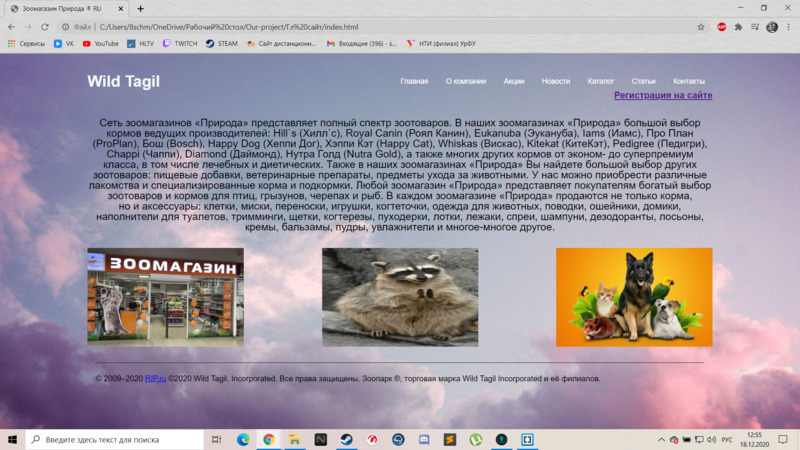 Зоомагазин Природа ® RU
Файл
C:/Users/8schm/OneDrive/Рабочий%20стол/Our-project/Гл%20сайт/index.html
Сервисы
VK
YouTube
HLTV
TWITCH
STEAM
Сайт дистанционн...
Входящие (396) – s...
НТИ (филиал) УрФУ
Wild Tagil
Главная
О компании
Акции
Новости
Каталог
Статьи
Контакты
Регистрация на сайте
Сеть зоомагазинов «Природа» представляет полный спектр зоотоваров. В наших зоомагазинах «Природа» большой выбор
кормов ведущих производителей: Hill`s (Хилл`с), Royal Canin (Роял Канин), Eukanuba (Эукануба), Iams (Иамс), Про План
(ProPlan), Бош (Bosch), Happy Dog (Хеппи Дог), Хэппи Кэт (Happy Cat), Whiskas (Вискас), Kitekat (КитеКэт), Pedigree (Педигри),
Chappi (Чаппи), Diamond (Даймонд), Нутра Голд (Nutra Gold), а также многих других кормов от эконом- до суперпремиум
класса, в том числе лечебных и диетических. Также в наших зоомагазинах «Природа» Вы найдете большой выбор других
зоотоваров: пищевые добавки, ветеринарные препараты, предметы ухода за животными. У нас можно приобрести различные
лакомства и специализированные корма и подкормки. Любой зоомагазин «Природа» представляет покупателям богатый выбор
зоотоваров и кормов для птиц, грызунов, черепах и рыб. В каждом зоомагазине «Природа» продаются не только корма,
но и аксессуары: клетки, миски, переноски, игрушки, когтеточки, одежда для животных, поводки, ошейники, домики,
наполнители для туалетов, тримминги, щетки, когтерезы, пуходерки, лотки, лежаки, спреи, шампуни, дезодоранты, лосьоны,
кремы, бальзамы, пудры, увлажнители и многое-многое другое.
ЗООМАГАЗИН
© 2009–2020 RIP.ru ©2020 Wild Tagil, Incorporated. Все права защищены. Зоопарк ®, торговая марка Wild Tagil Incorporated и её филиалов.
Введите здесь текст для поиска
РУС
12:55
18.12.2020